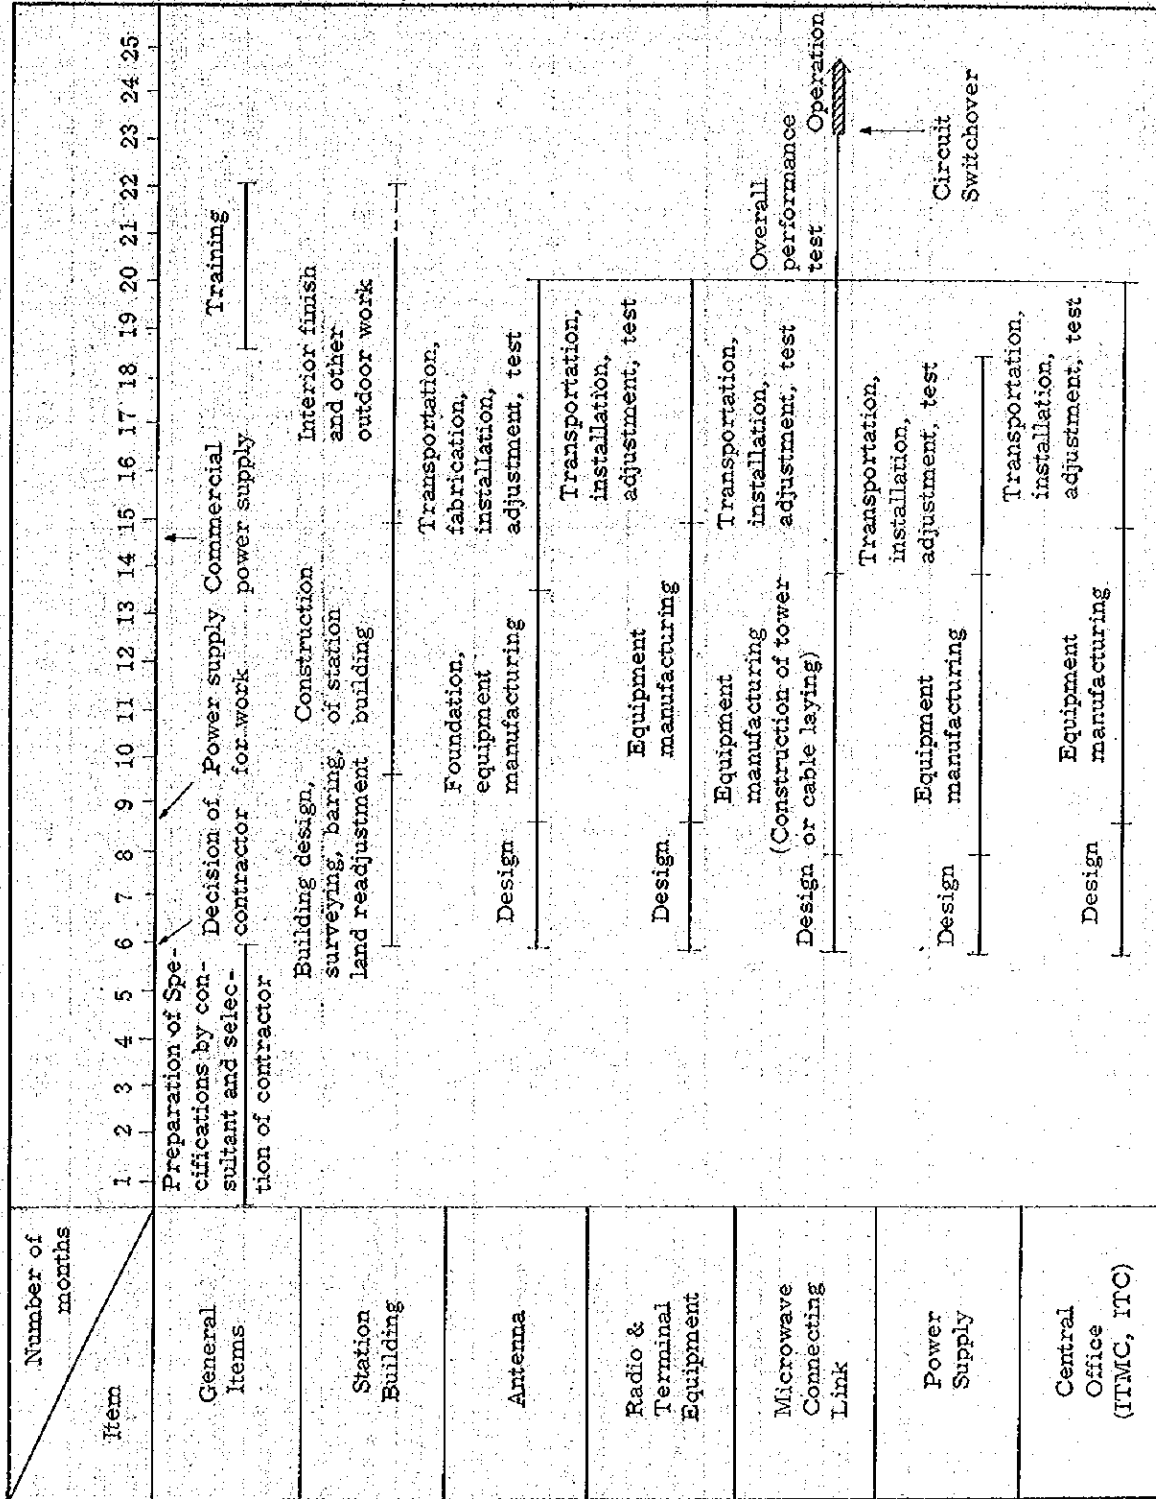 Number of
months
Item
1 2 3 4 5 6 7 8 9 10 11 12 13 14 15 16 17 18 19 20 21 22 23 24 25
General
Items
Preparation of Spe-
cifications by con-
sultant and selec-
tion of contractor
Decision of
contractor
Power supply
for work
Commercial
power supply
Training
Station
Building
Building design,
surveying, baring,
land readjustment
Construction
of station
building
Interior finish
and other
outdoor work
Antenna
Design
Foundation,
equipment
manufacturing
Transportation,
fabrication,
installation,
adjustment, test
Radio &
Terminal
Equipment
Design
Equipment
manufacturing
Transportation,
installation,
adjustment, test
Microwave
Connecting
Link
Design
Equipment
manufacturing
(Construction of tower
or cable laying)
Transportation,
installation,
adjustment, test
Overall
performance
test
Operation
Circuit
Switchover
Power
Supply
Design
Equipment
manufacturing
Transportation,
installation,
adjustment, test
Central
Office
(ITMC, ITC)
Design
Equipment
manufacturing
Transportation,
installation,
adjustment, test